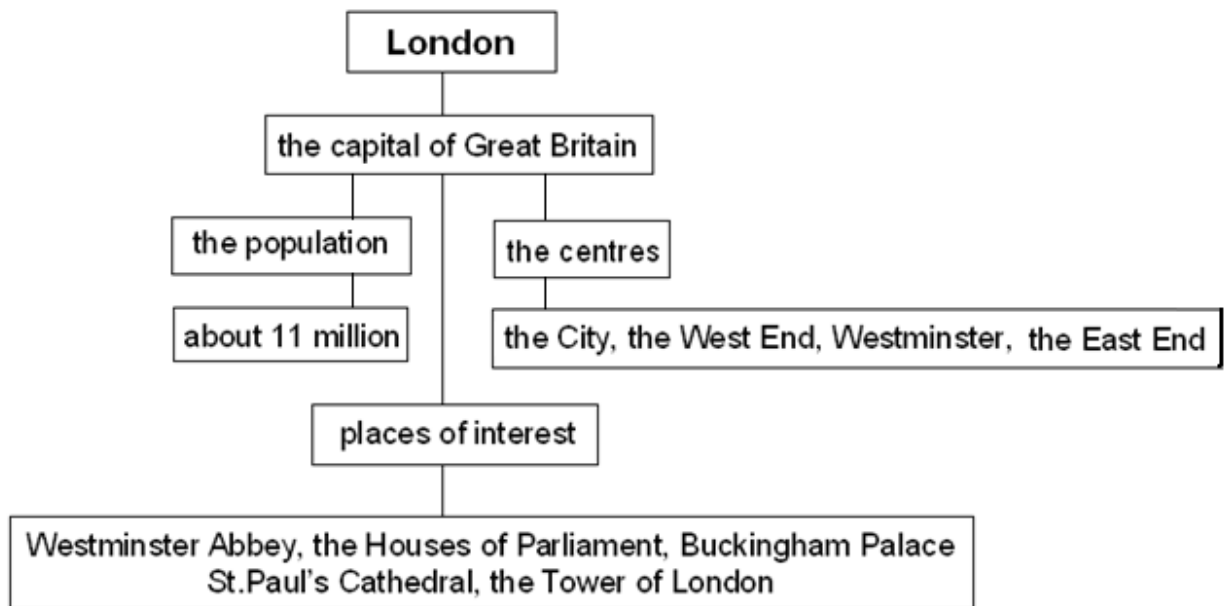 London
the capital of Great Britain
the population
the centres
about 11 million
the City, the West End, Westminster, the East End
places of interest
Westminster Abbey, the Houses of Parliament, Buckingham Palace
St.Paul's Cathedral, the Tower of London